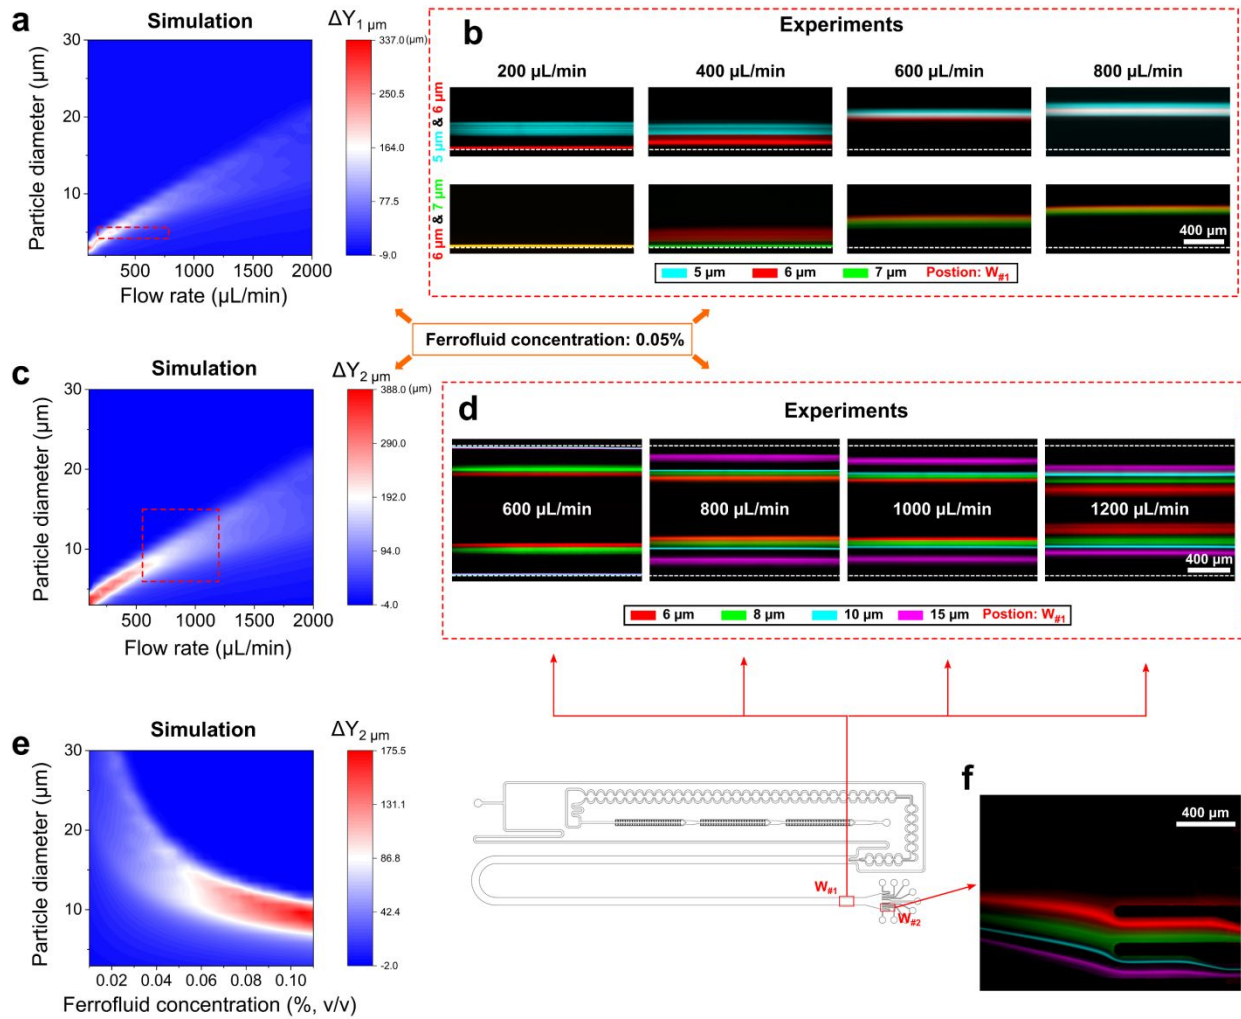 a
Simulation
ΔY1 μm
337.0 (μm)
250.5
164.0
77.5
-9.0
Particle diameter (μm)
30
20
10
500 1000 1500 2000
Flow rate (μL/min)
b
Experiments
200 μL/min 400 μL/min 600 μL/min 800 μL/min
5 μm & 6 μm
6 μm & 7 μm
400 μm
5 μm 6 μm 7 μm Postion: W#1
Ferrofluid concentration: 0.05%
c
Simulation
ΔY2 μm
388.0 (μm)
290.0
192.0
94.0
-4.0
Particle diameter (μm)
30
20
10
500 1000 1500 2000
Flow rate (μL/min)
d
Experiments
600 μL/min 800 μL/min 1000 μL/min 1200 μL/min
400 μm
6 μm 8 μm 10 μm 15 μm Postion: W#1
e
Simulation
ΔY2 μm
175.5
131.1
86.8
42.4
-2.0
Particle diameter (μm)
30
20
10
0.02 0.04 0.06 0.08 0.10
Ferrofluid concentration (%, v/v)
W#1
W#2
f
400 μm